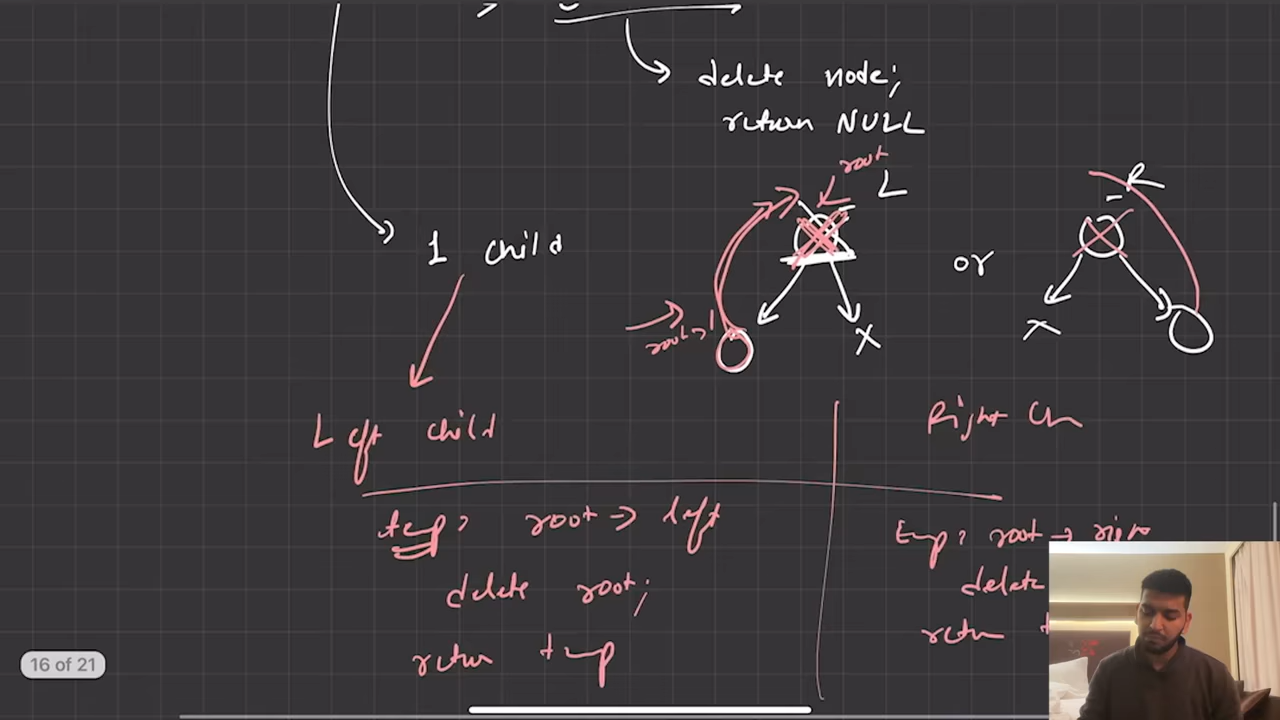 delete node;
return NULL
root
L
R
1 child
or
root→l
X
X
Left child
Right Ch
temp = root → left
delete root;
return temp
temp = root → right
delete
return t
16 of 21